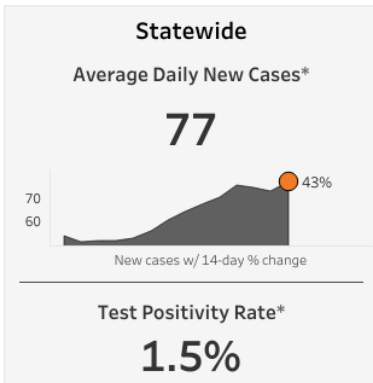 Statewide
Average Daily New Cases*
77
43%
70
60
New cases w/ 14-day % change
Test Positivity Rate*
1.5%